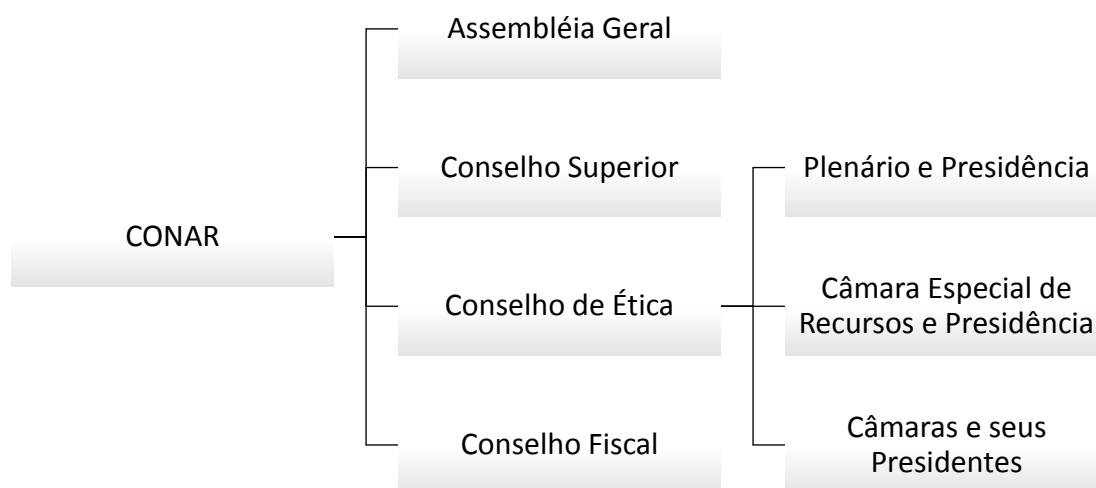 CONAR
Assembléia Geral
Conselho Superior
Conselho de Ética
Conselho Fiscal
Plenário e Presidência
Câmara Especial de
Recursos e Presidência
Câmaras e seus
Presidentes